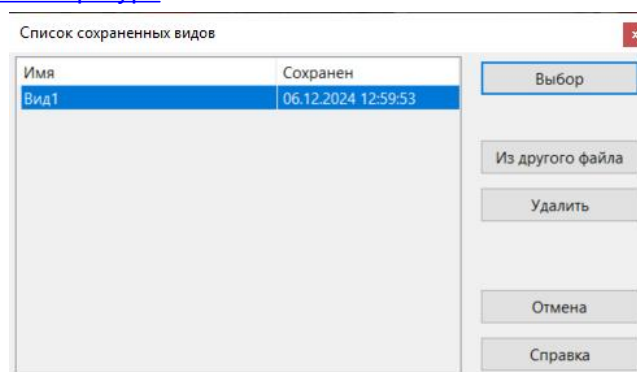 Список сохраненных видов
Имя Сохранен
Вид1 06.12.2024 12:59:53
Выбор
Из другого файла
Удалить
Отмена
Справка